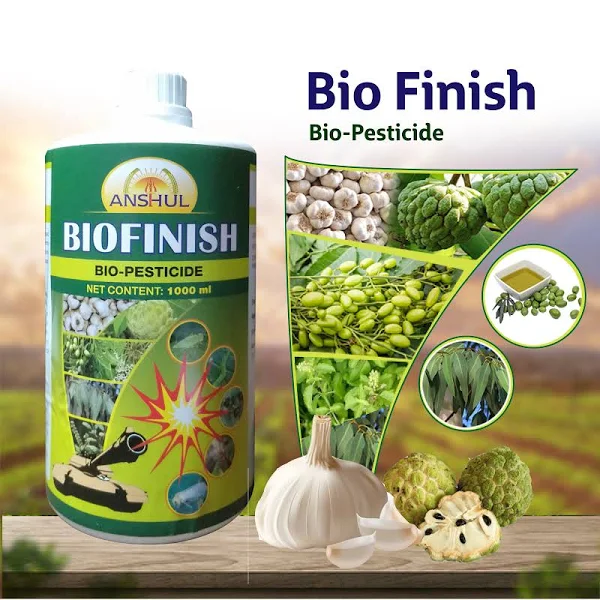 ANSHUL
BIOFINISH
BIO-PESTICIDE
NET CONTENT: 1000 ml
Bio Finish
Bio-Pesticide